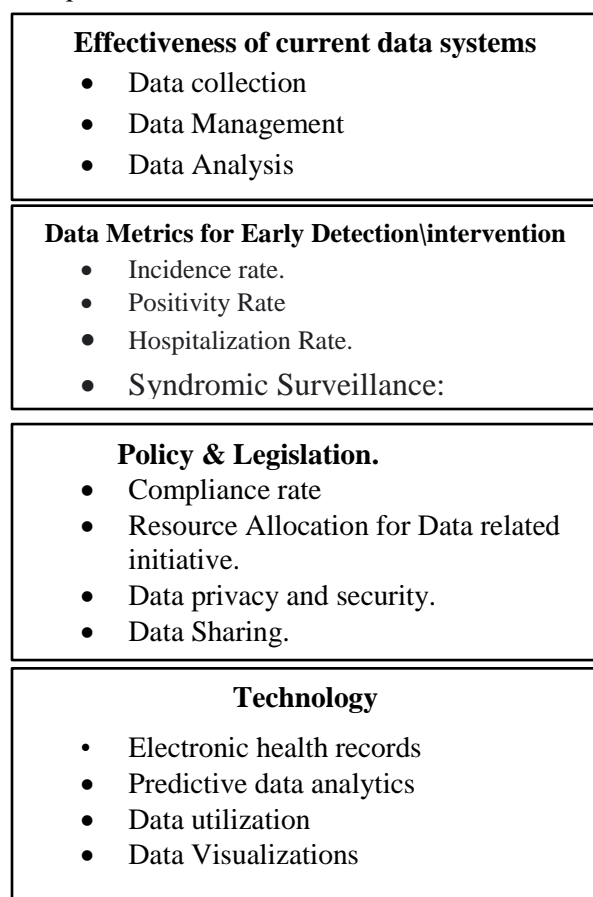 Effectiveness of current data systems
• Data collection
• Data Management
• Data Analysis
Data Metrics for Early Detection\intervention
• Incidence rate.
• Positivity Rate
• Hospitalization Rate.
• Syndromic Surveillance:
Policy & Legislation.
• Compliance rate
• Resource Allocation for Data related
initiative.
• Data privacy and security.
• Data Sharing.
Technology
• Electronic health records
• Predictive data analytics
• Data utilization
• Data Visualizations